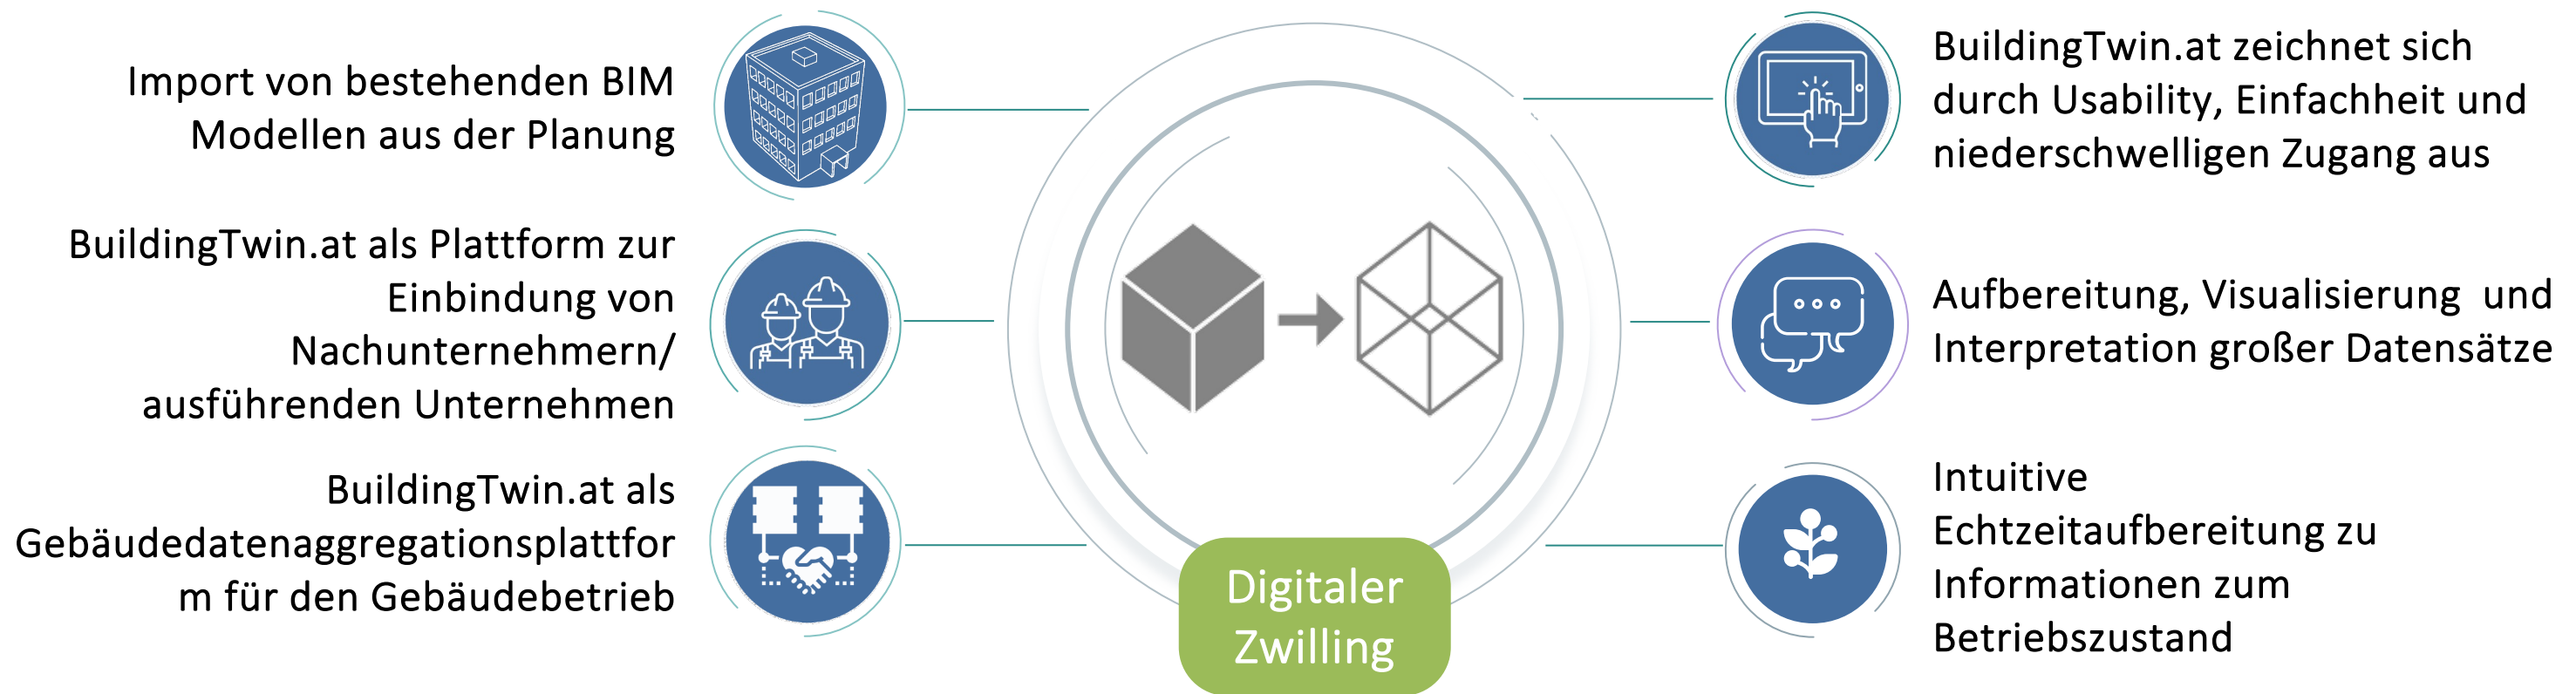 Import von bestehenden BIM
Modellen aus der Planung
BuildingTwin.at als Plattform zur
Einbindung von
Nachunternehmern/
ausführenden Unternehmen
BuildingTwin.at als
Gebäudedatenaggregationsplattfor
m für den Gebäudebetrieb
Digitaler
Zwilling
BuildingTwin.at zeichnet sich
durch Usability, Einfachheit und
niederschwelligen Zugang aus
Aufbereitung, Visualisierung  und
Interpretation großer Datensätze
Intuitive
Echtzeitaufbereitung zu
Informationen zum
Betriebszustand